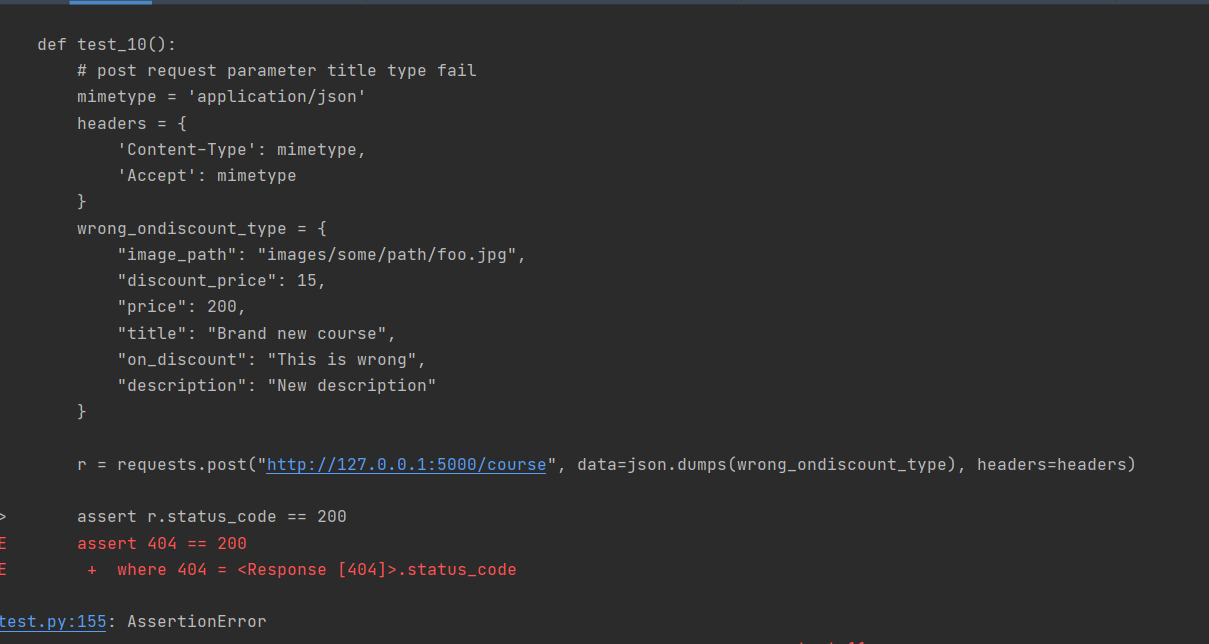 def test_10():
# post request parameter title type fail
mimetype = 'application/json'
headers = {
'Content-Type': mimetype,
'Accept': mimetype
}
wrong_ondiscount_type = {
"image_path": "images/some/path/foo.jpg",
"discount_price": 15,
"price": 200,
"title": "Brand new course",
"on_discount": "This is wrong",
"description": "New description"
}
r = requests.post("http://127.0.0.1:5000/course", data=json.dumps(wrong_ondiscount_type), headers=headers)
> assert r.status_code == 200
E assert 404 == 200
E + where 404 = <Response [404]>.status_code
test.py:155: AssertionError